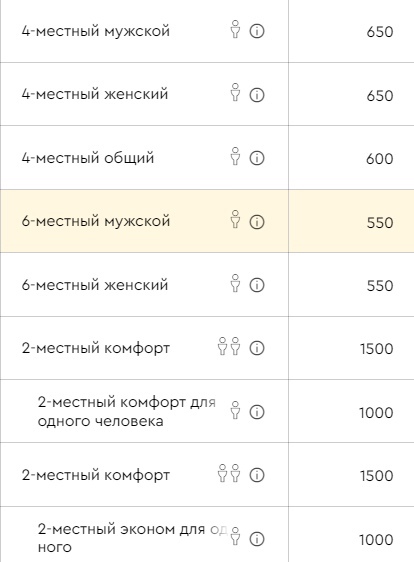 4-местный мужской 650
4-местный женский 650
4-местный общий 600
6-местный мужской 550
6-местный женский 550
2-местный комфорт 1500
2-местный комфорт для
одного человека 1000
2-местный комфорт 1500
2-местный эконом для од
ного 1000